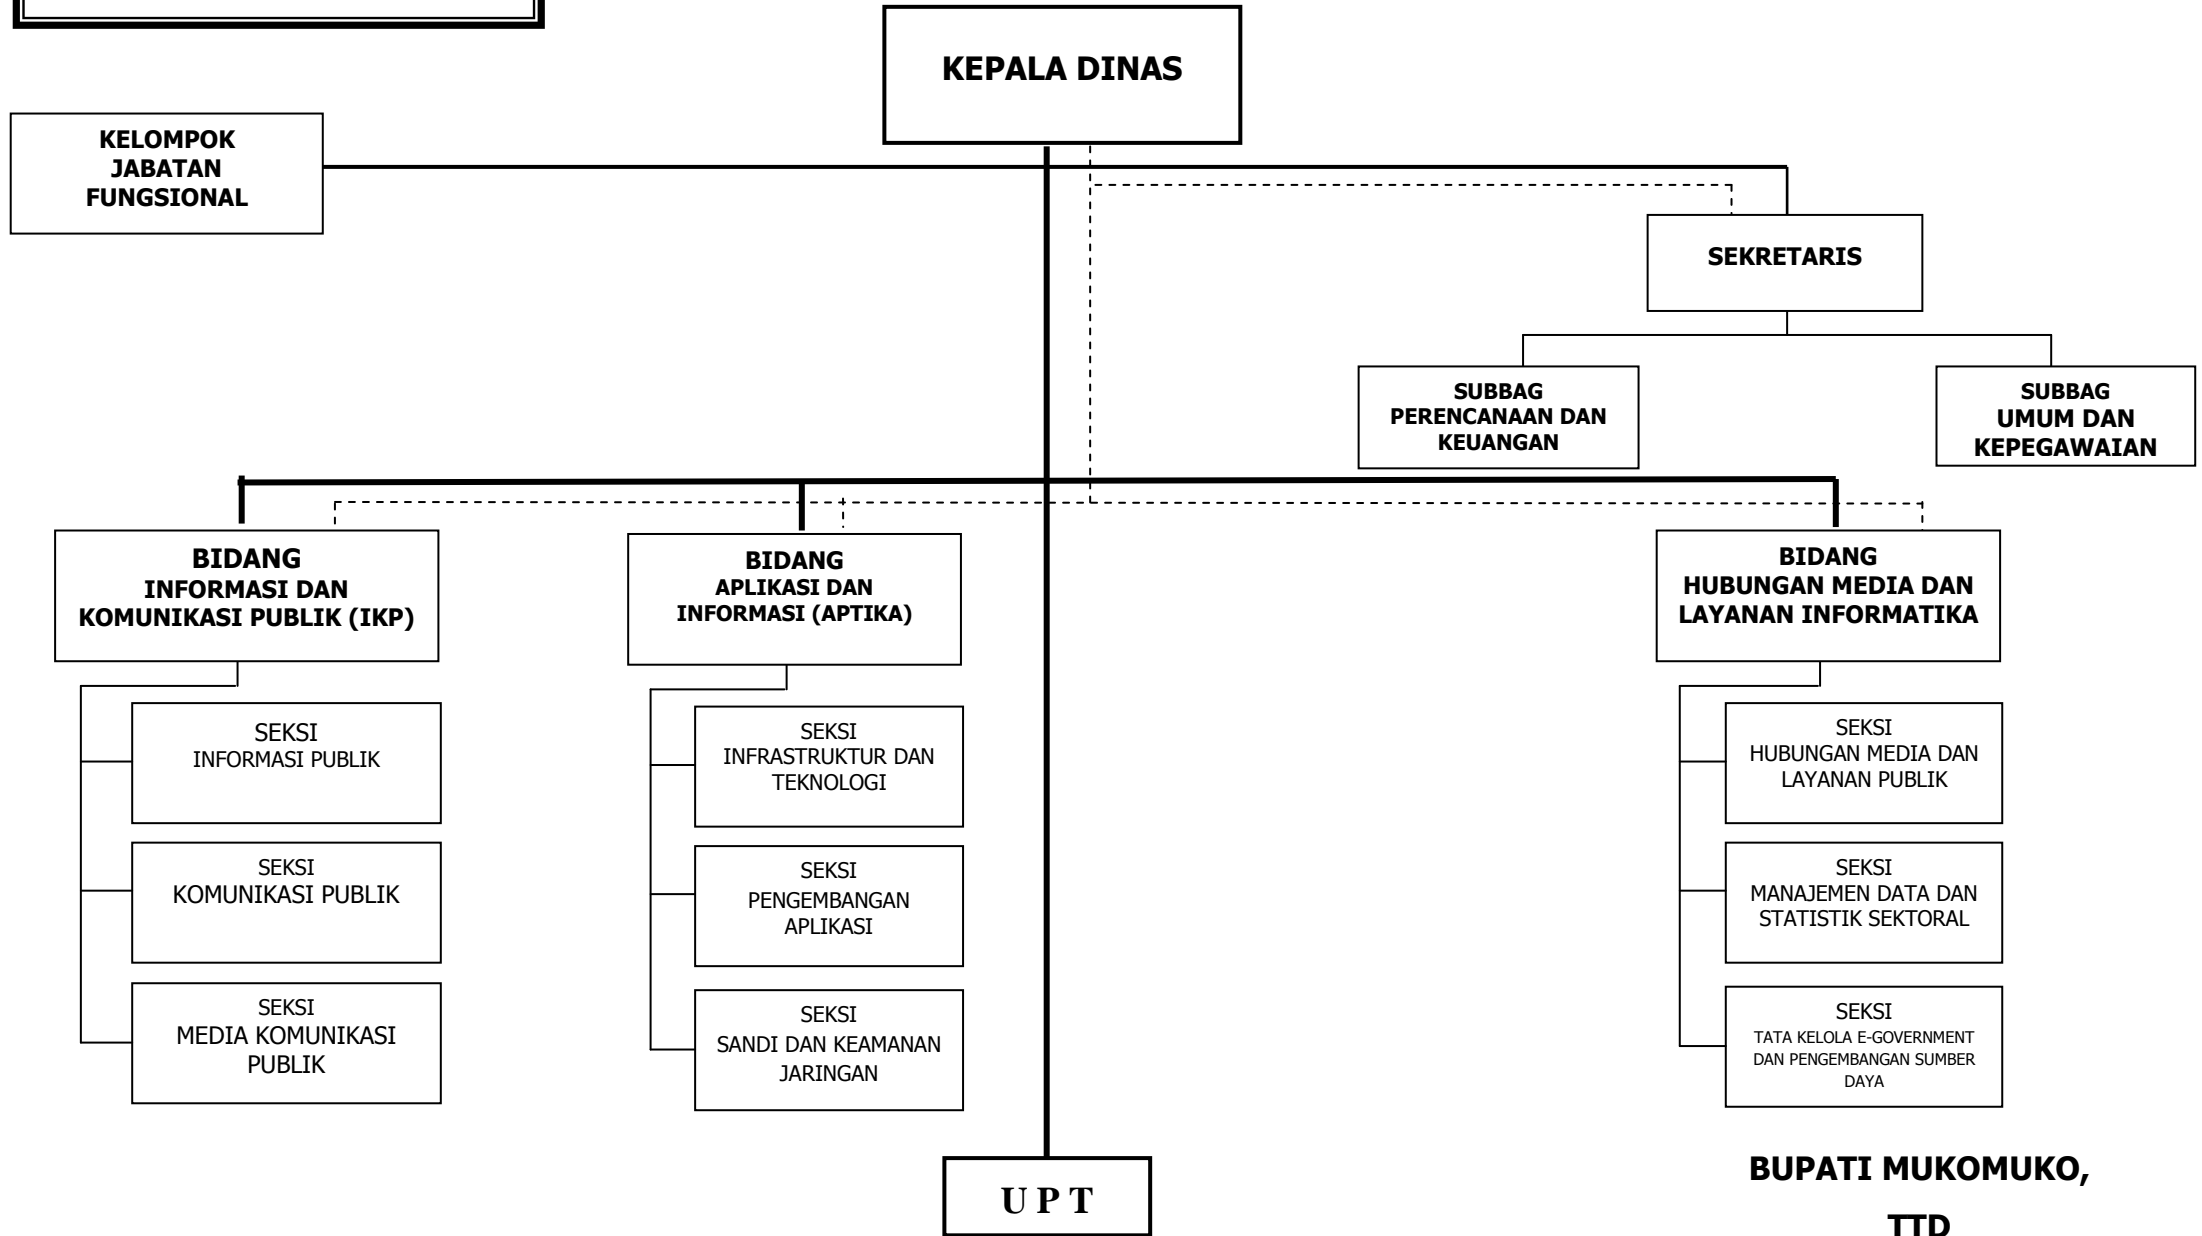 KEPALA DINAS
KELOMPOK
JABATAN
FUNGSIONAL
SEKRETARIS
SUBBAG
PERENCANAAN DAN
KEUANGAN
SUBBAG
UMUM DAN
KEPEGAWAIAN
BIDANG
INFORMASI DAN
KOMUNIKASI PUBLIK (IKP)
BIDANG
APLIKASI DAN
INFORMASI (APTIKA)
BIDANG
HUBUNGAN MEDIA DAN
LAYANAN INFORMATIKA
SEKSI
INFORMASI PUBLIK
SEKSI
KOMUNIKASI PUBLIK
SEKSI
MEDIA KOMUNIKASI
PUBLIK
SEKSI
INFRASTRUKTUR DAN
TEKNOLOGI
SEKSI
PENGEMBANGAN
APLIKASI
SEKSI
SANDI DAN KEAMANAN
JARINGAN
SEKSI
HUBUNGAN MEDIA DAN
LAYANAN PUBLIK
SEKSI
MANAJEMEN DATA DAN
STATISTIK SEKTORAL
SEKSI
TATA KELOLA E-GOVERNMENT
DAN PENGEMBANGAN SUMBER
DAYA
U P T
BUPATI MUKOMUKO,
TTD